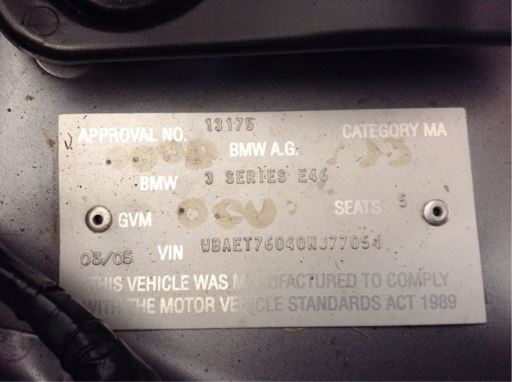 APPROVAL NO. 13175 CATEGORY MA
BMW A.G.
BMW 3 SERIES E46
GVM SEATS 5
03/05 VIN WBAET76040NJ77054
THIS VEHICLE WAS MANUFACTURED TO COMPLY
WITH THE MOTOR VEHICLE STANDARDS ACT 1989